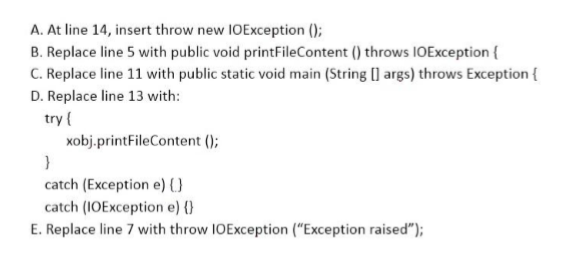 A. At line 14, insert throw new IOException ();
B. Replace line 5 with public void printFileContent () throws IOException {
C. Replace line 11 with public static void main (String [] args) throws Exception {
D. Replace line 13 with:
try {
xobj.printFileContent ();
}
catch (Exception e) {}
catch (IOException e) {}
E. Replace line 7 with throw IOException (“Exception raised”);